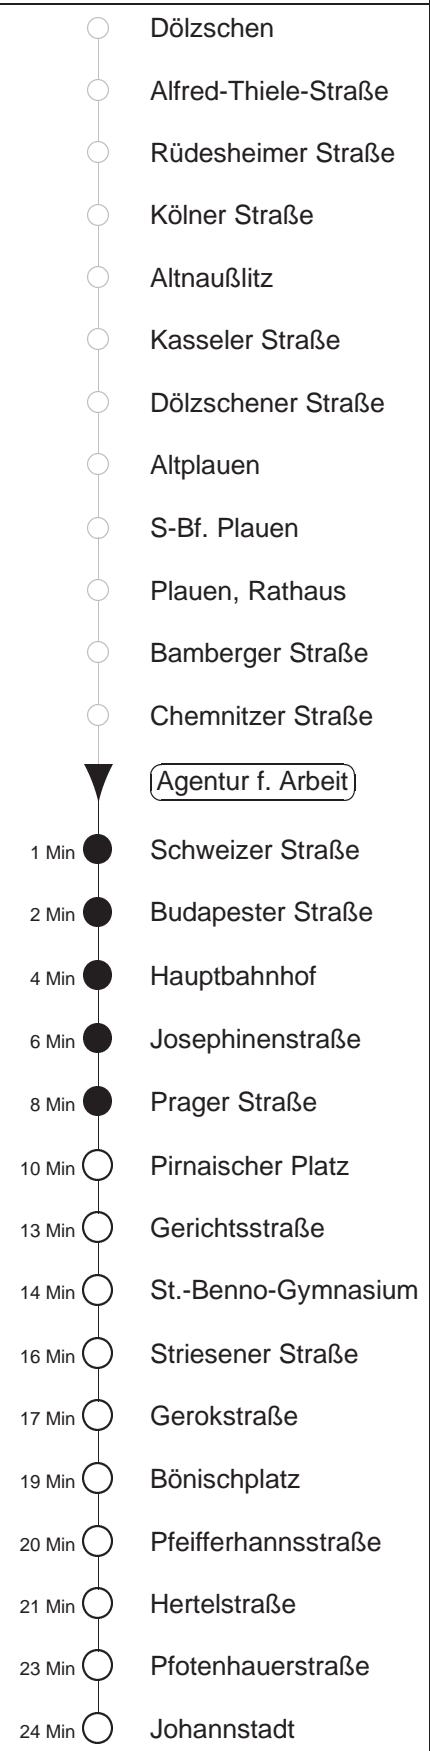 Dölzschen
Alfred-Thiele-Straße
Rüdesheimer Straße
Kölner Straße
Altnaußlitz
Kasseler Straße
Dölzschener Straße
Altplauen
S-Bf. Plauen
Plauen, Rathaus
Bamberger Straße
Chemnitzer Straße
Agentur f. Arbeit
1 Min Schweizer Straße
2 Min Budapester Straße
4 Min Hauptbahnhof
6 Min Josephinenstraße
8 Min Prager Straße
10 Min Pirnaischer Platz
13 Min Gerichtsstraße
14 Min St.-Benno-Gymnasium
16 Min Striesener Straße
17 Min Gerokstraße
19 Min Bönischplatz
20 Min Pfeifferhannsstraße
21 Min Hertelstraße
23 Min Pfotenhauerstraße
24 Min Johannstadt